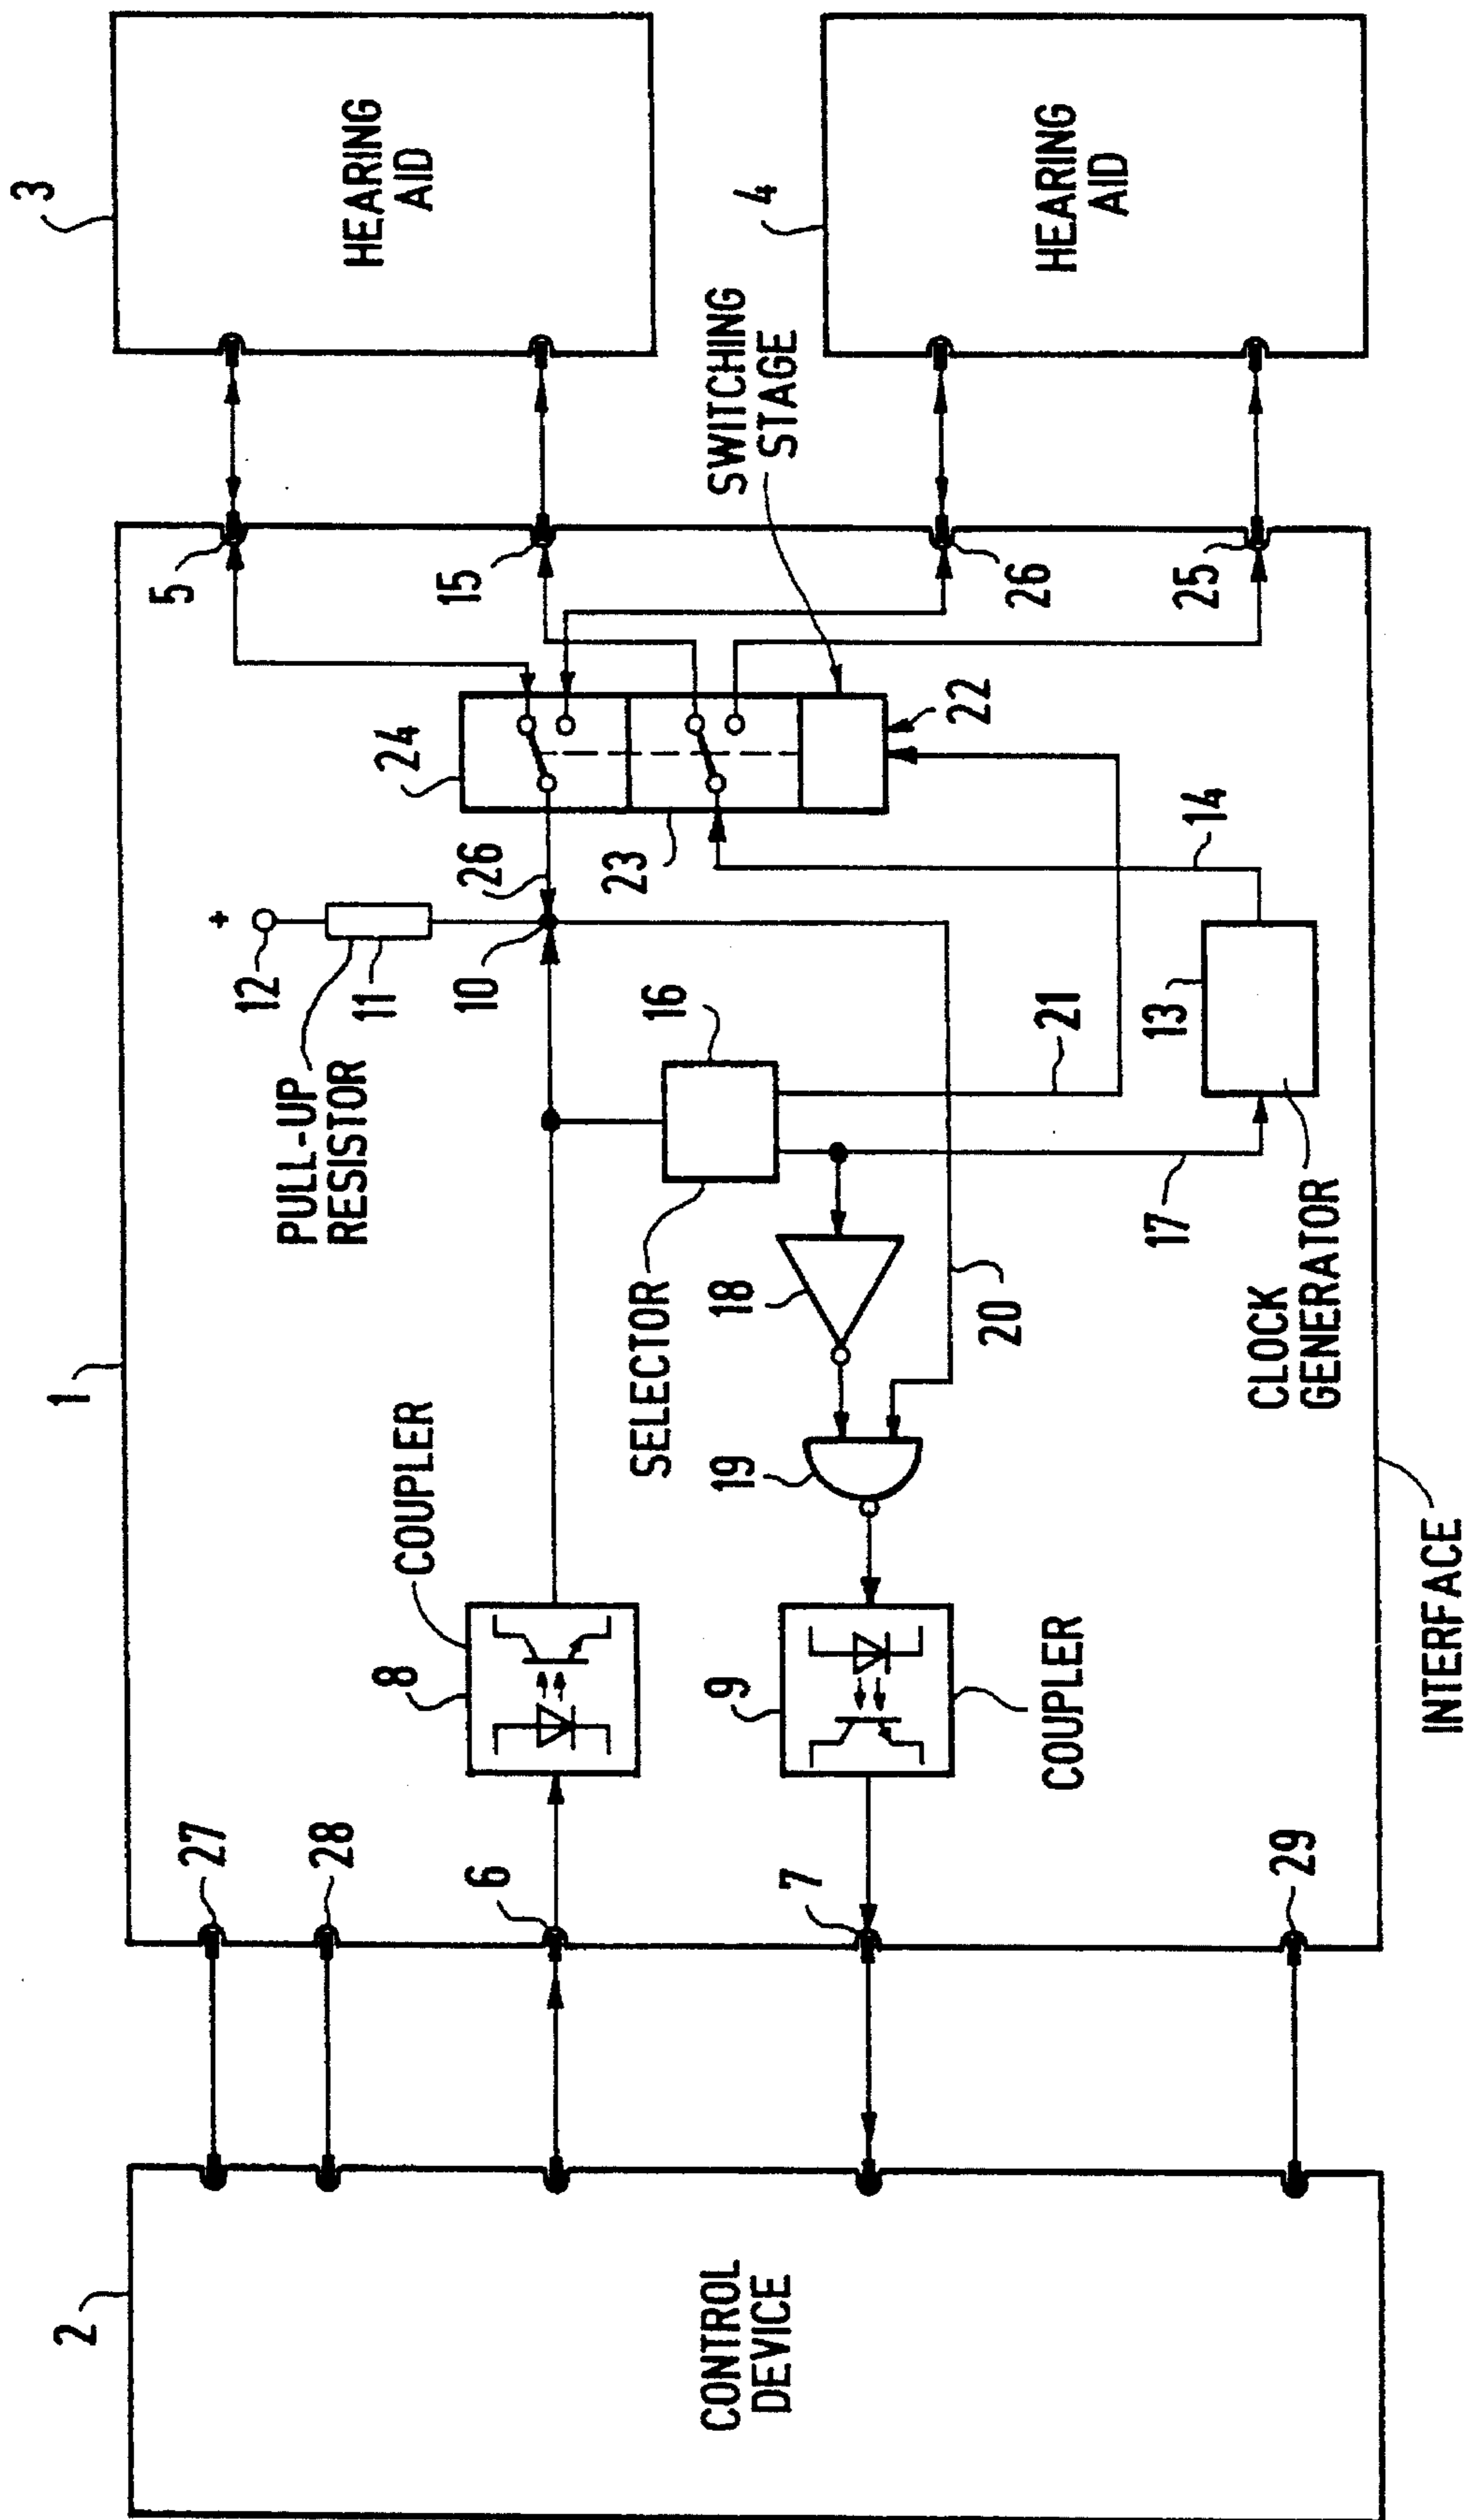 1
2
CONTROL
DEVICE
27
28
6
7
29
8
COUPLER
9
COUPLER
INTERFACE
PULL-UP
RESISTOR
12
+
11
10
26
SELECTOR
16
18
19
20
21
17
CLOCK
GENERATOR
13
14
24
23
22
SWITCHING
STAGE
5
15
26
25
3
HEARING
AID
4
HEARING
AID